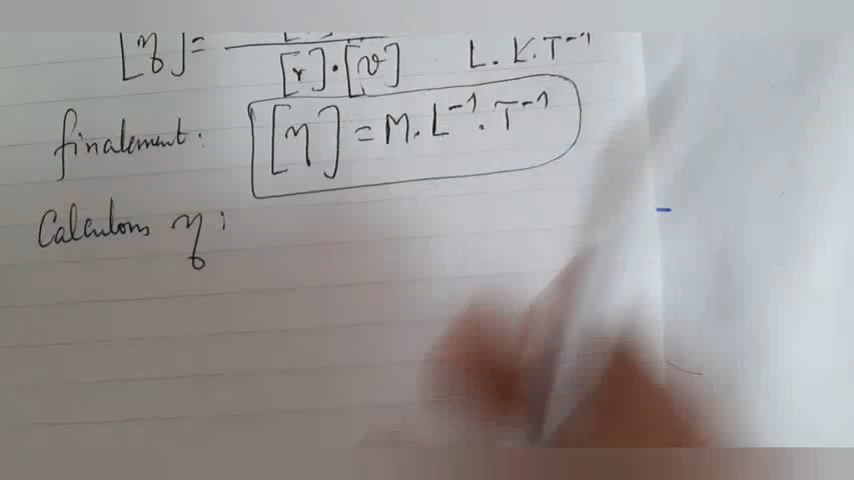 [η] = ———— 
[r]·[v] L.L.T⁻¹
finalement: [η] = M.L⁻¹.T⁻¹
Calculons η: